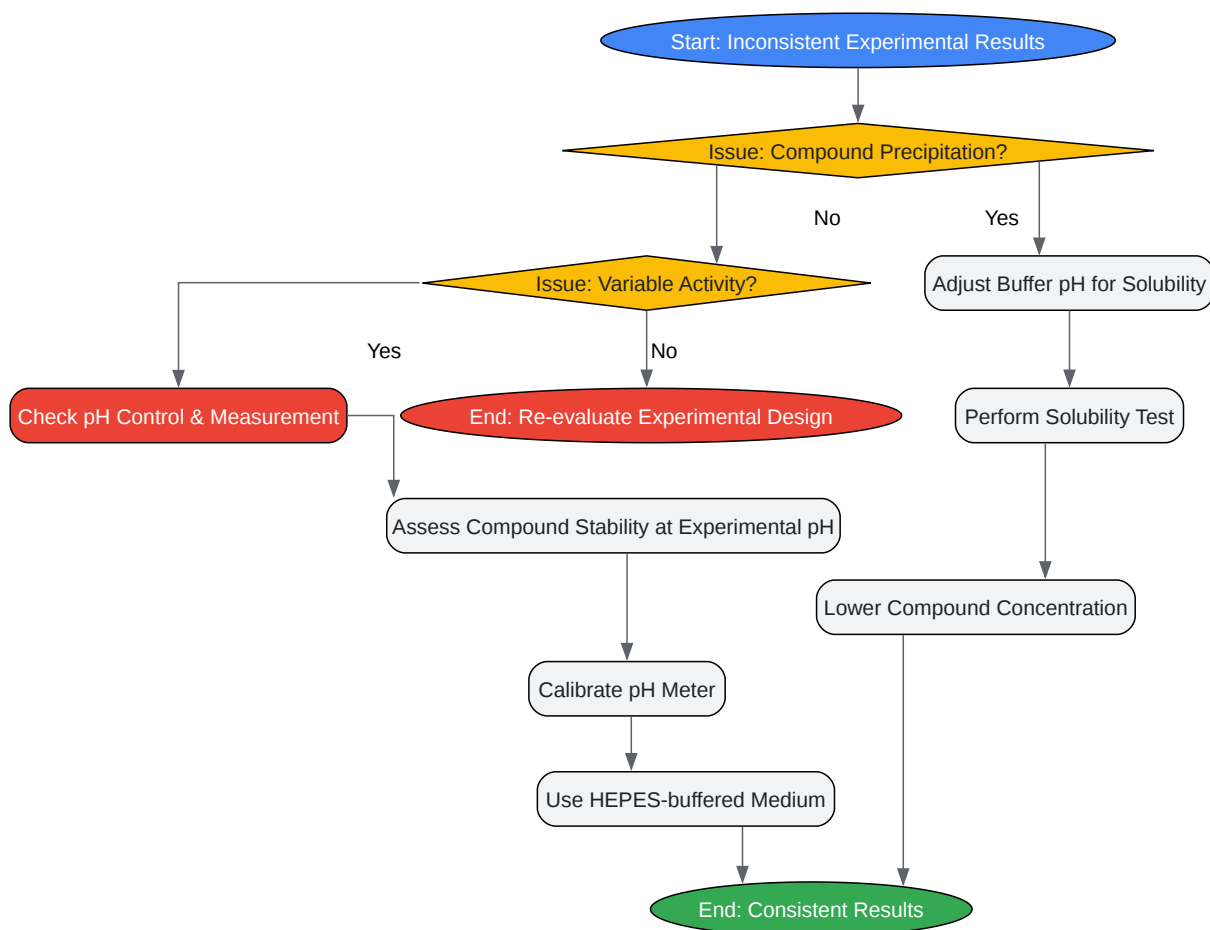 Start: Inconsistent Experimental Results
Issue: Compound Precipitation?
No
Yes
Issue: Variable Activity?
Adjust Buffer pH for Solubility
Yes
No
Check pH Control & Measurement
End: Re-evaluate Experimental Design
Perform Solubility Test
Assess Compound Stability at Experimental pH
Lower Compound Concentration
Calibrate pH Meter
Use HEPES-buffered Medium
End: Consistent Results